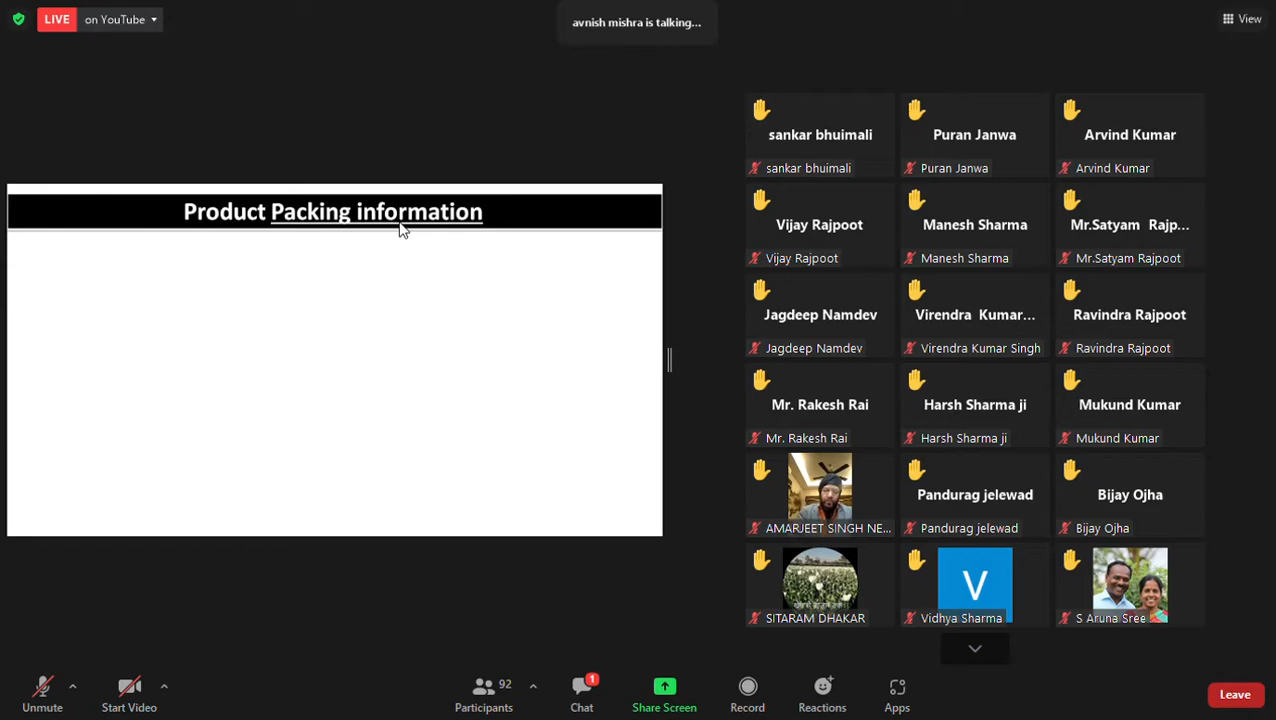 LIVE on YouTube
avnish mishra is talking...
View
Product Packing information
sankar bhuimali
sankar bhuimali
Puran Janwa
Puran Janwa
Arvind Kumar
Arvind Kumar
Vijay Rajpoot
Vijay Rajpoot
Manesh Sharma
Manesh Sharma
Mr.Satyam Rajp...
Mr.Satyam Rajpoot
Jagdeep Namdev
Jagdeep Namdev
Virendra Kumar...
Virendra Kumar Singh
Ravindra Rajpoot
Ravindra Rajpoot
Mr. Rakesh Rai
Mr. Rakesh Rai
Harsh Sharma ji
Harsh Sharma ji
Mukund Kumar
Mukund Kumar
AMARJEET SINGH NE...
Pandurag jelewad
Pandurag jelewad
Bijay Ojha
Bijay Ojha
SITARAM DHAKAR
V
Vidhya Sharma
S Aruna Sree
Unmute
Start Video
92
Participants
1
Chat
Share Screen
Record
Reactions
Apps
Leave